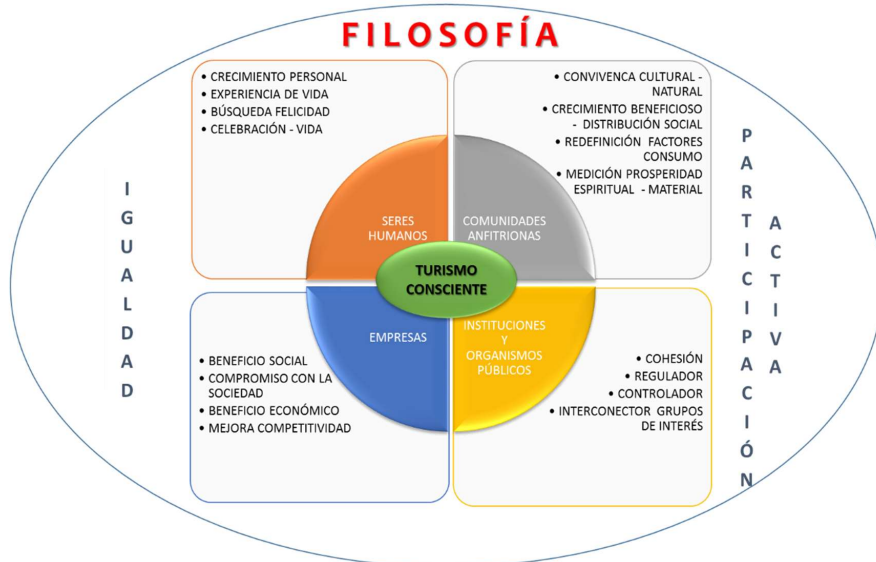 FILOSOFÍA
• CRECIMIENTO PERSONAL
• EXPERIENCIA DE VIDA
• BÚSQUEDA FELICIDAD
• CELEBRACIÓN - VIDA
• CONVIVENCA CULTURAL -
NATURAL
• CRECIMIENTO BENEFICIOSO
- DISTRIBUCIÓN SOCIAL
• REDEFINICIÓN FACTORES
CONSUMO
• MEDICIÓN PROSPERIDAD
ESPIRITUAL - MATERIAL
IGUALDAD
SERES
HUMANOS
COMUNIDADES
ANFITRIONAS
TURISMO
CONSCIENTE
EMPRESAS
INSTITUCIONES
Y
ORGANISMOS
PÚBLICOS
PARTICIPACIÓN
ACTIVA
• BENEFICIO SOCIAL
• COMPROMISO CON LA
SOCIEDAD
• BENEFICIO ECONÓMICO
• MEJORA COMPETITIVIDAD
• COHESIÓN
• REGULADOR
• CONTROLADOR
• INTERCONECTOR GRUPOS
DE INTERÉS